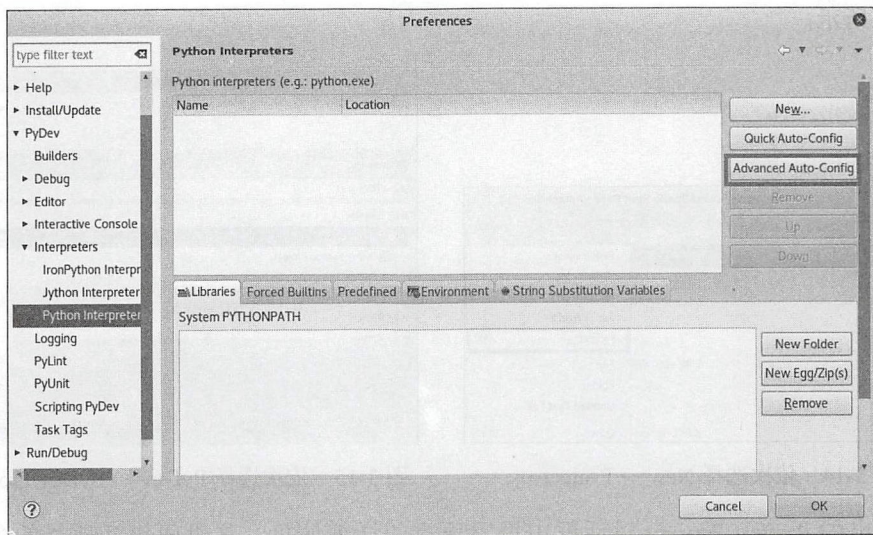 Preferences
type filter text
Help
Install/Update
PyDev
Builders
Debug
Editor
Interactive Console
Interpreters
IronPython Interpr
Jython Interpreter
Python Interpreter
Logging
PyLint
PyUnit
Scripting PyDev
Task Tags
Run/Debug
Python Interpreters
Python interpreters (e.g.: python.exe)
Name Location
New...
Quick Auto-Config
Advanced Auto-Config
Remove
Up
Down
Libraries Forced Builtins Predefined Environment String Substitution Variables
System PYTHONPATH
New Folder
New Egg/Zip(s)
Remove
Cancel OK